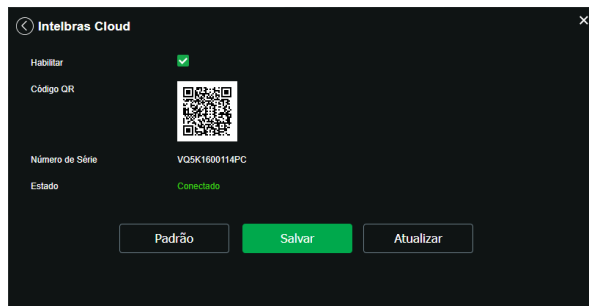 Intelbras Cloud
Habilitar
Código QR
Número de Série VQ5K1600114PC
Estado Conectado
Padrão Salvar Atualizar